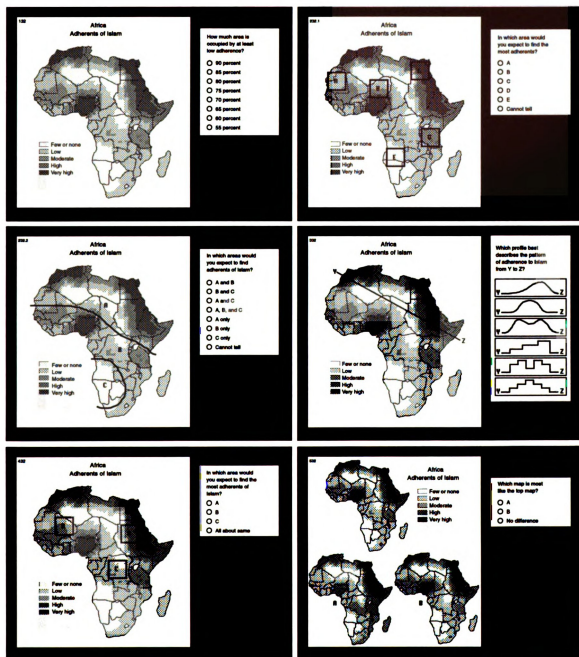 132
Africa
Adherents of Islam
Few or none
Low
Moderate
High
Very high
How much area is
occupied by at least
low adherence?
90 percent
85 percent
80 percent
75 percent
70 percent
65 percent
60 percent
55 percent
Africa
Adherents of Islam
Few or none
Low
Moderate
High
Very high
In which area would
you expect to find the
most adherents?
A
B
C
D
E
Cannot tell
Africa
Adherents of Islam
A
B
C
Few or none
Low
Moderate
High
Very high
In which areas would
you expect to find
adherents of Islam?
A and B
B and C
A and C
A, B, and C
A only
B only
C only
Cannot tell
Africa
Adherents of Islam
Y
Z
Few or none
Low
Moderate
High
Very high
Which profile best
describes the pattern
of adherence to Islam
from Y to Z?
Y Z
Y Z
Y Z
Y Z
Y Z
Y Z
Africa
Adherents of Islam
Few or none
Low
Moderate
High
Very high
In which area would
you expect to find the
most adherents of
Islam?
A
B
C
All about same
Africa
Adherents of Islam
Few or none
Low
Moderate
High
Very high
Which map is most
like the top map?
A
B
No difference